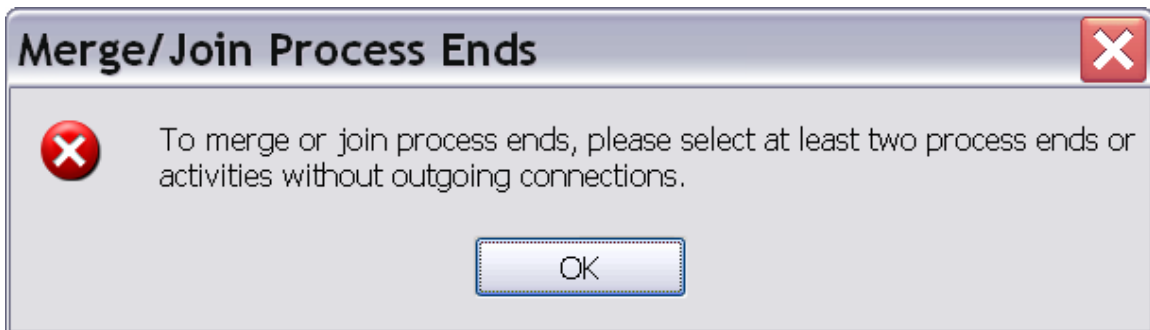 Merge/Join Process Ends
To merge or join process ends, please select at least two process ends or
activities without outgoing connections.
OK